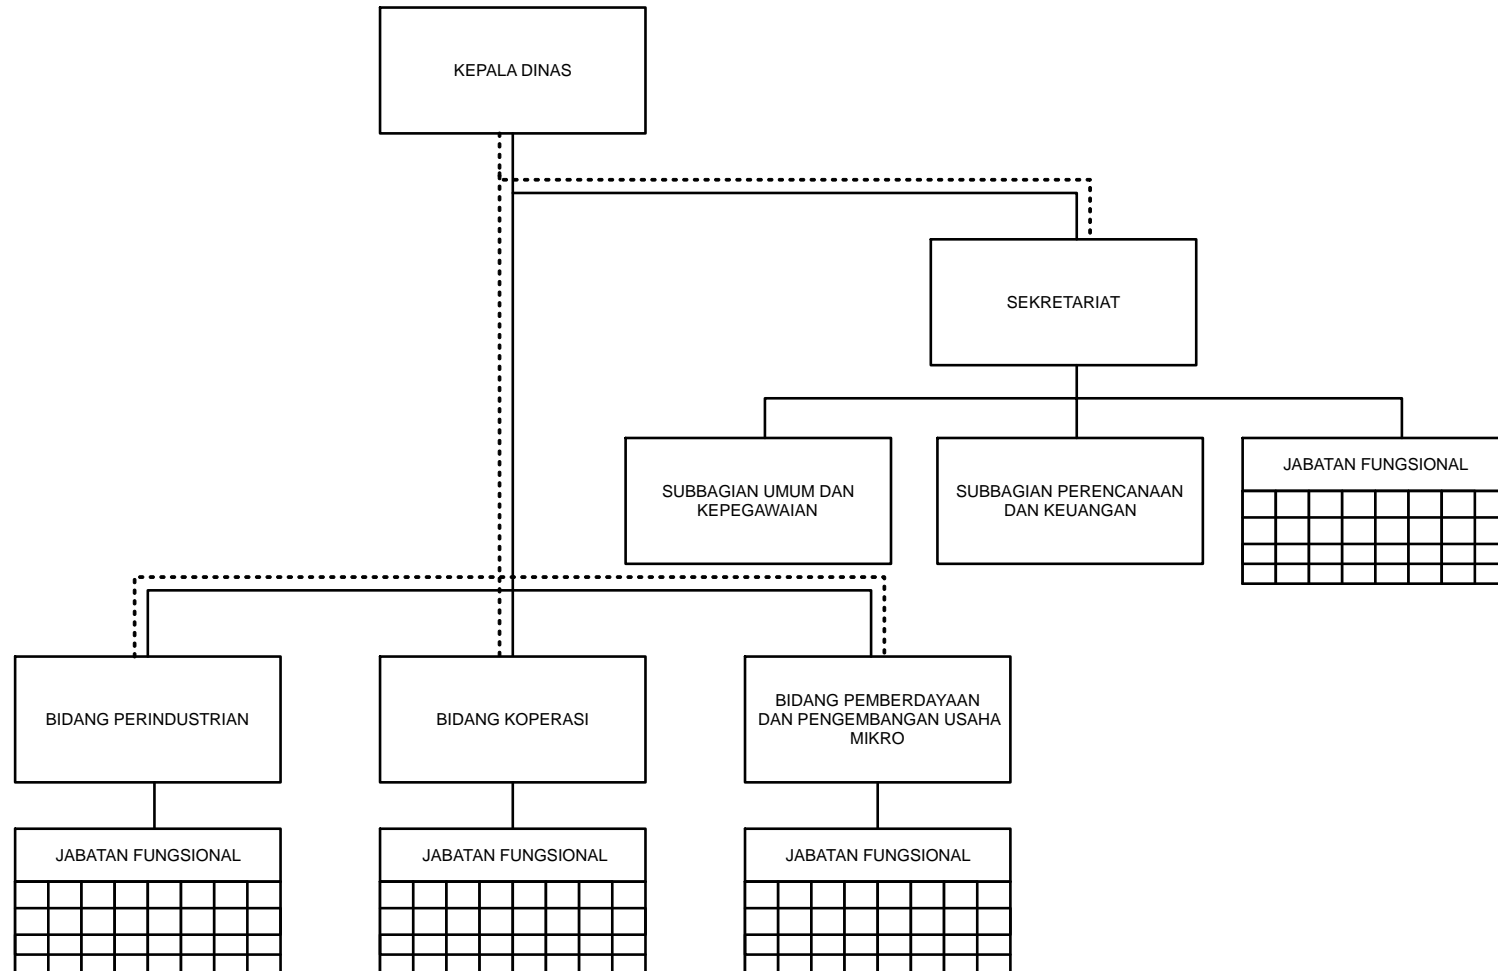 KEPALA DINAS
SEKRETARIAT
SUBBAGIAN UMUM DAN
KEPEGAWAIAN
SUBBAGIAN PERENCANAAN
DAN KEUANGAN
JABATAN FUNGSIONAL
BIDANG PERINDUSTRIAN
BIDANG KOPERASI
BIDANG PEMBERDAYAAN
DAN PENGEMBANGAN USAHA
MIKRO
JABATAN FUNGSIONAL
JABATAN FUNGSIONAL
JABATAN FUNGSIONAL